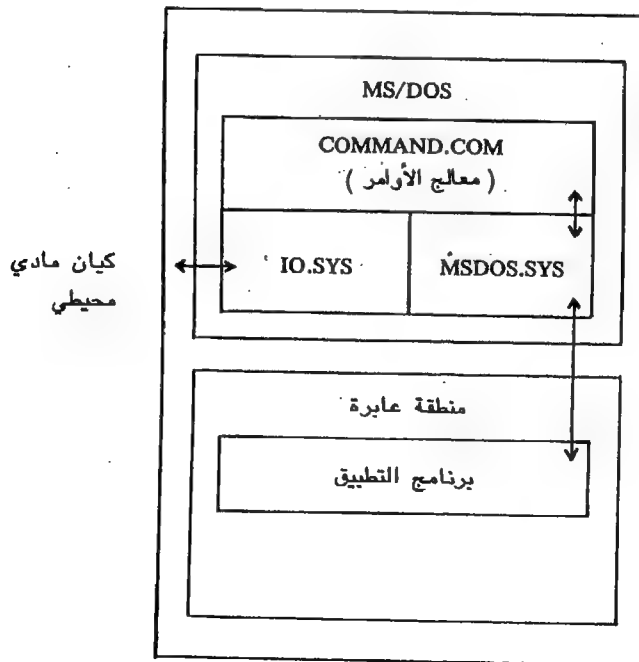 MS/DOS
COMMAND.COM
( معالج الأوامر )
كيان مادي
محيطي
IO.SYS
MSDOS.SYS
منطقة عابرة
برنامج التطبيق